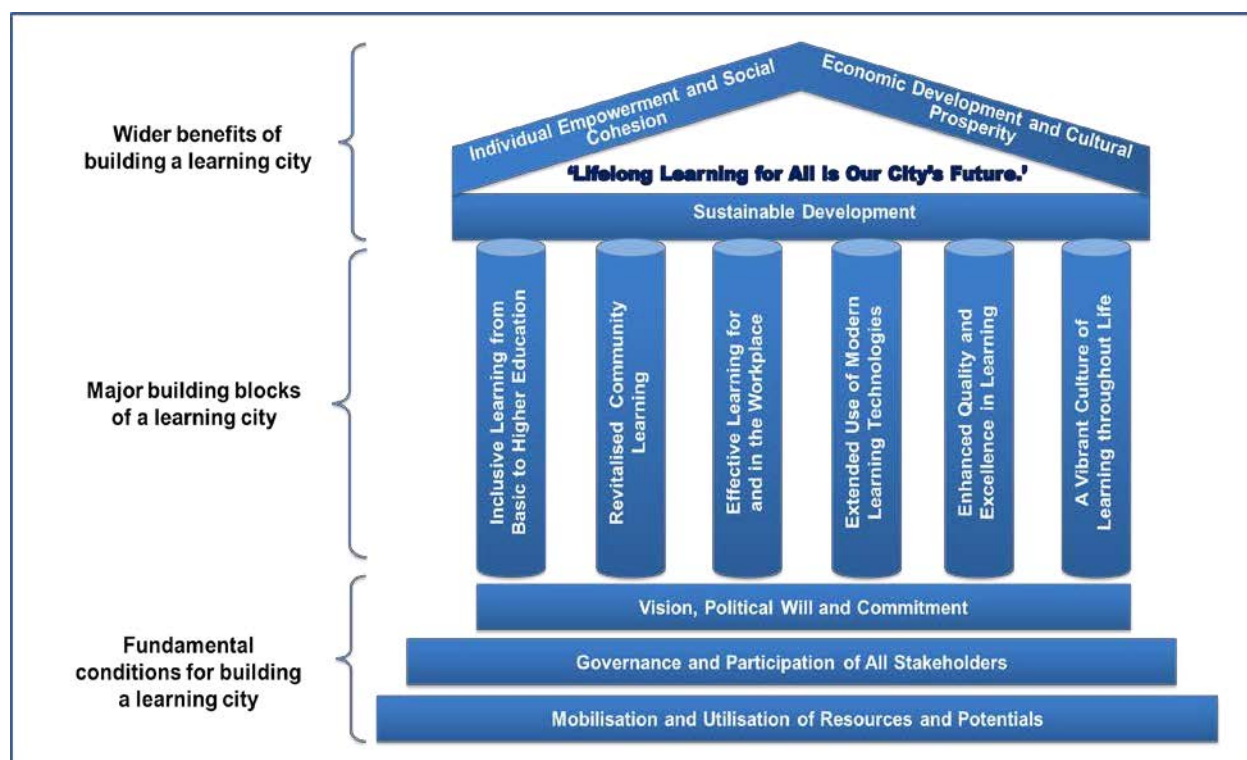 Wider benefits of
building a learning city
Individual Empowerment and Social
Cohesion
Economic Development and Cultural
Prosperity
‘Lifelong Learning for All Is Our City’s Future.’
Sustainable Development
Major building blocks
of a learning city
Inclusive Learning from
Basic to Higher Education
Revitalised Community
Learning
Effective Learning for
and in the Workplace
Extended Use of Modern
Learning Technologies
Enhanced Quality and
Excellence in Learning
A Vibrant Culture of
Learning throughout Life
Fundamental
conditions for building
a learning city
Vision, Political Will and Commitment
Governance and Participation of All Stakeholders
Mobilisation and Utilisation of Resources and Potentials